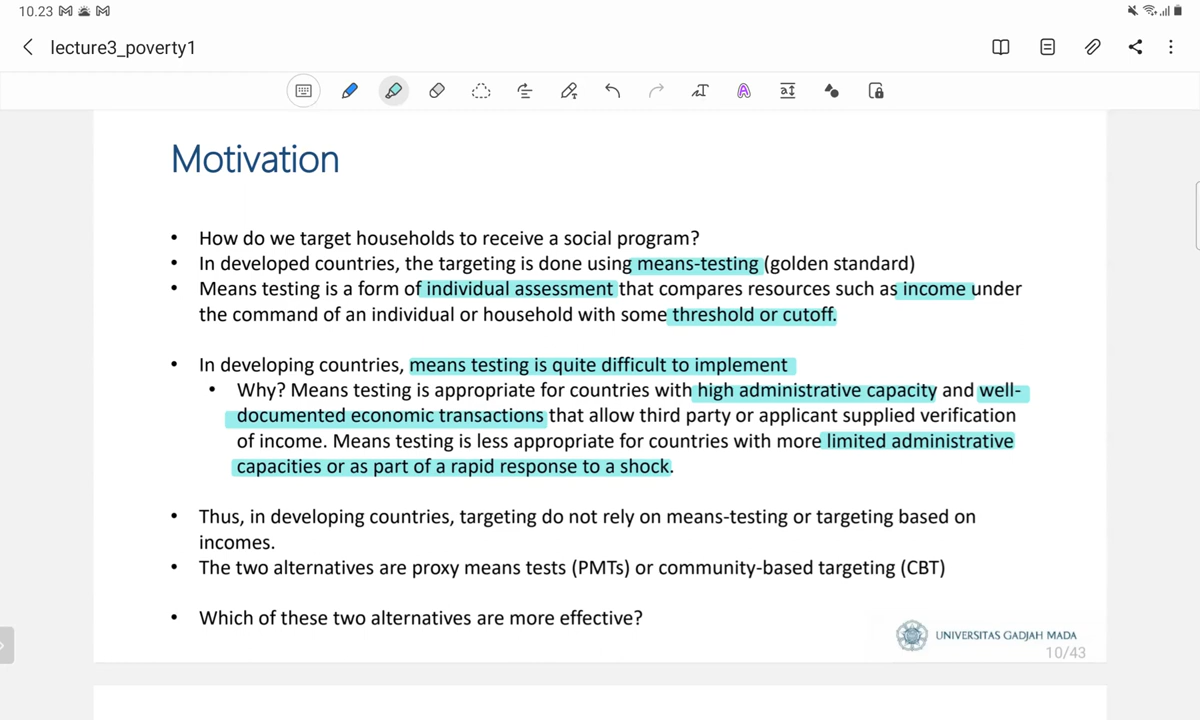 10.23
lecture3_poverty1
Motivation
• How do we target households to receive a social program?
• In developed countries, the targeting is done using means-testing (golden standard)
• Means testing is a form of individual assessment that compares resources such as income under
the command of an individual or household with some threshold or cutoff.
• In developing countries, means testing is quite difficult to implement
• Why? Means testing is appropriate for countries with high administrative capacity and well-
documented economic transactions that allow third party or applicant supplied verification
of income. Means testing is less appropriate for countries with more limited administrative
capacities or as part of a rapid response to a shock.
• Thus, in developing countries, targeting do not rely on means-testing or targeting based on
incomes.
• The two alternatives are proxy means tests (PMTs) or community-based targeting (CBT)
• Which of these two alternatives are more effective?
UNIVERSITAS GADJAH MADA
10/43